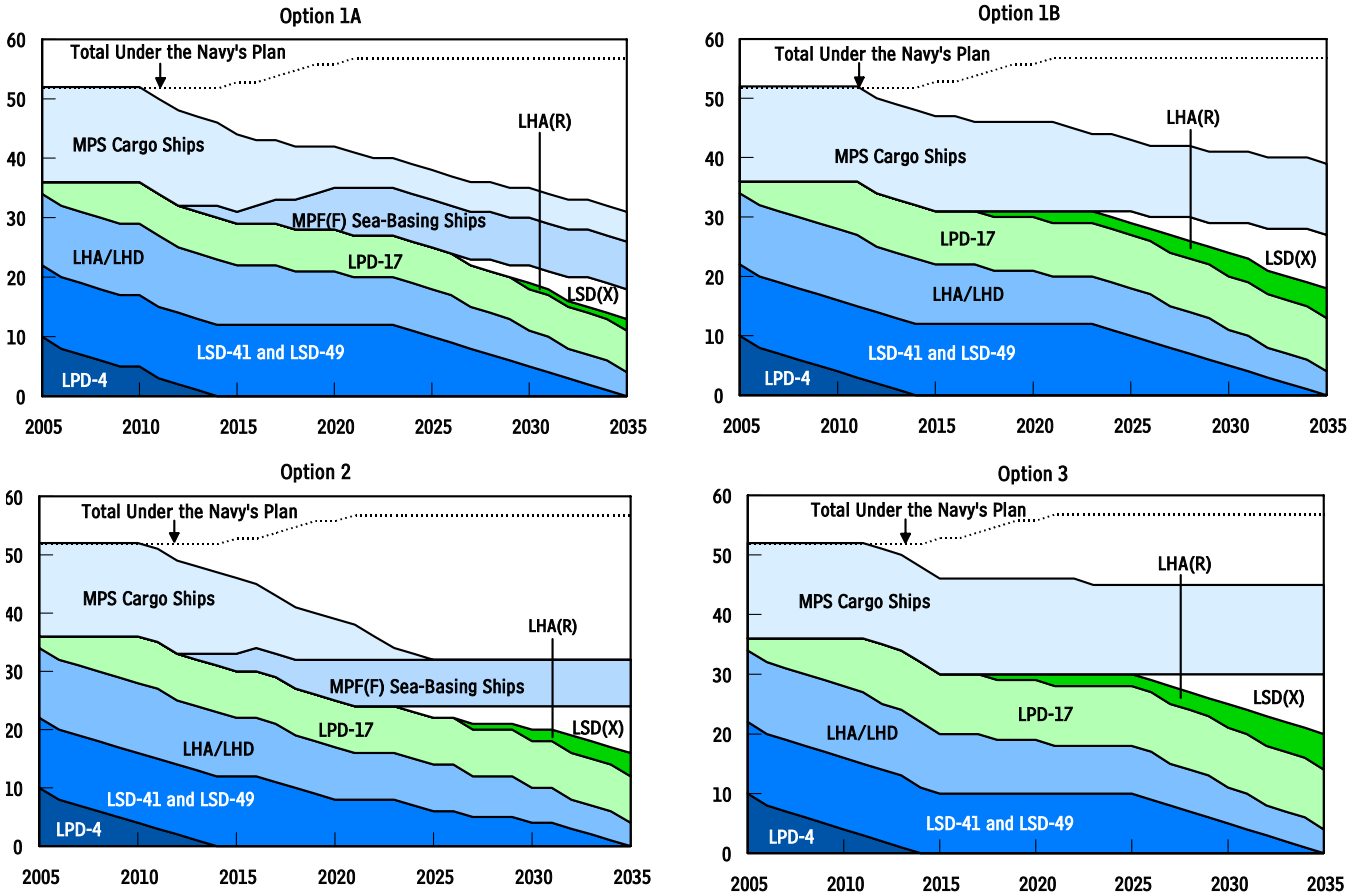 Option 1A
60
Total Under the Navy's Plan
50
LHA(R)
MPS Cargo Ships
40
30
MPF(F) Sea-Basing Ships
LHA/LHD
LPD-17
20
LSD(X)
10
LSD-41 and LSD-49
LPD-4
0
2005 2010 2015 2020 2025 2030 2035
Option 1B
60
Total Under the Navy's Plan
50
LHA(R)
MPS Cargo Ships
40
30
LPD-17
LSD(X)
20
LHA/LHD
10
LSD-41 and LSD-49
LPD-4
0
2005 2010 2015 2020 2025 2030 2035
Option 2
60
Total Under the Navy's Plan
50
MPS Cargo Ships
40
LHA(R)
30
MPF(F) Sea-Basing Ships
LPD-17
LSD(X)
20
LHA/LHD
10
LSD-41 and LSD-49
LPD-4
0
2005 2010 2015 2020 2025 2030 2035
Option 3
60
Total Under the Navy's Plan
50
LHA(R)
MPS Cargo Ships
40
30
LSD(X)
LPD-17
20
LHA/LHD
10
LSD-41 and LSD-49
LPD-4
0
2005 2010 2015 2020 2025 2030 2035